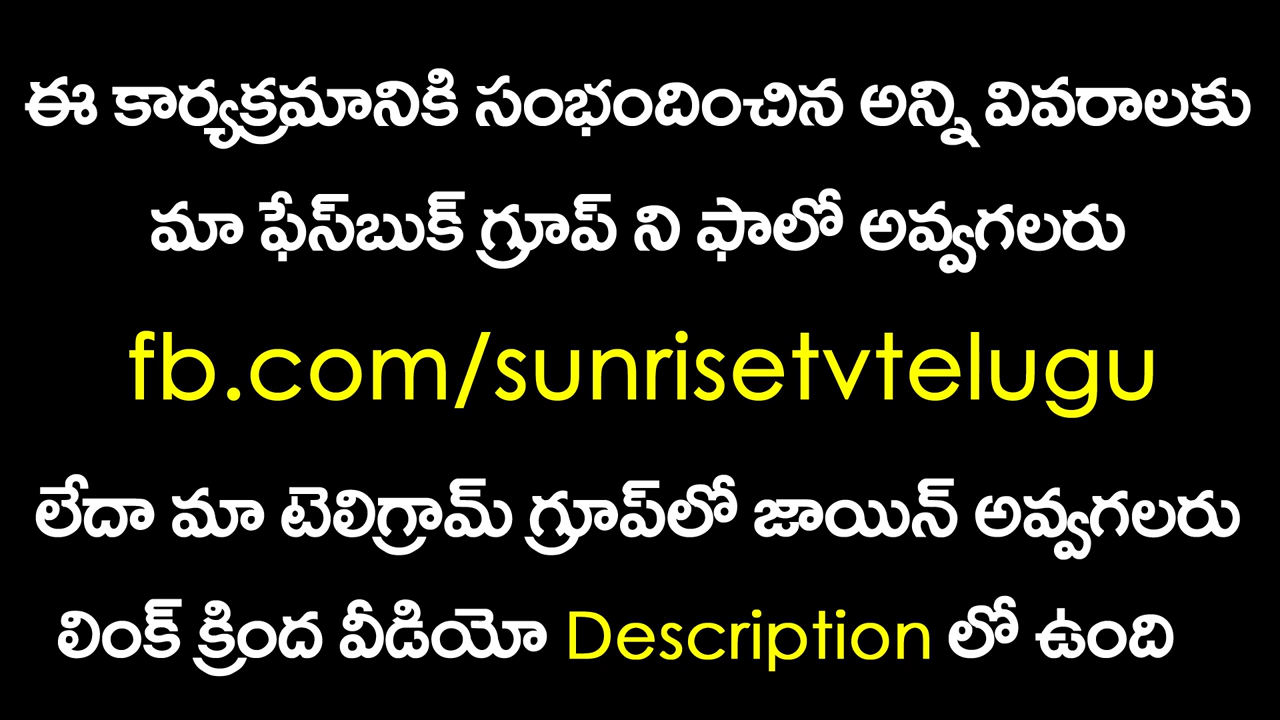 ఈ కార్యక్రమానికి సంభందించిన అన్ని వివరాలకు
మా ఫేస్‌బుక్ గ్రూప్ ని ఫాలో అవ్వగలరు
fb.com/sunrisetvtelugu
లేదా మా టెలిగ్రామ్ గ్రూప్‌లో జాయిన్ అవ్వగలరు
లింక్ క్రింద వీడియో Description లో ఉంది